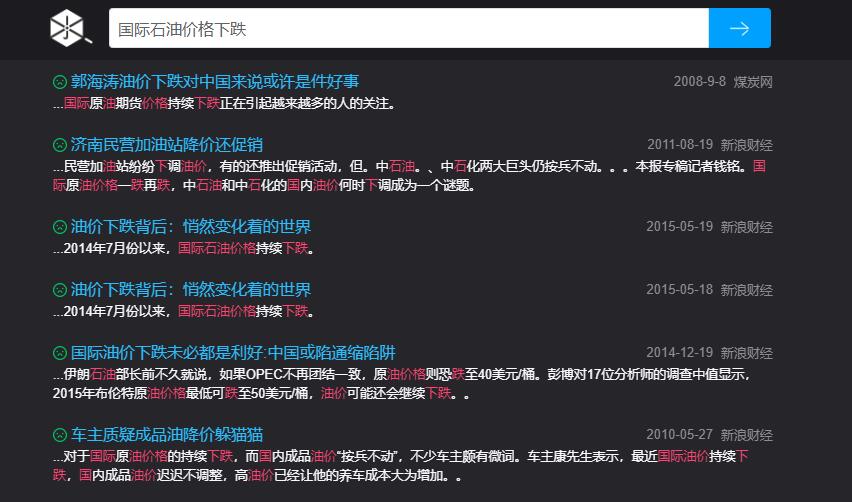 国际石油价格下跌
郭海涛油价下跌对中国来说或许是件好事 2008-9-8 煤炭网
...国际原油期货价格持续下跌正在引起越来越多的人的关注。
济南民营加油站降价还促销 2011-08-19 新浪财经
...民营加油站纷纷下调油价，有的还推出促销活动，但。中石油。、中石化两大巨头仍按兵不动。。。本报专稿记者钱铭。国
际原油价格一跌再跌，中石油和中石化的国内油价何时下调成为一个谜题。
油价下跌背后：悄然变化着的世界 2015-05-19 新浪财经
...2014年7月份以来，国际石油价格持续下跌。
油价下跌背后：悄然变化着的世界 2015-05-18 新浪财经
...2014年7月份以来，国际石油价格持续下跌。
国际油价下跌未必都是利好:中国或陷通缩陷阱 2014-12-19 新浪财经
...伊朗石油部长前不久就说，如果OPEC不再团结一致，原油价格则恐跌至40美元/桶。彭博对17位分析师的调查中值显示，
2015年布伦特原油价格最低可跌至50美元/桶，油价可能还会继续下跌。。
车主质疑成品油降价躲猫猫 2010-05-27 新浪财经
...对于国际原油价格的持续下跌，而国内成品油价“按兵不动”，不少车主颇有微词。车主康先生表示，最近国际油价持续下
跌，国内成品油价迟迟不调整，高油价已经让他的养车成本大为增加。。